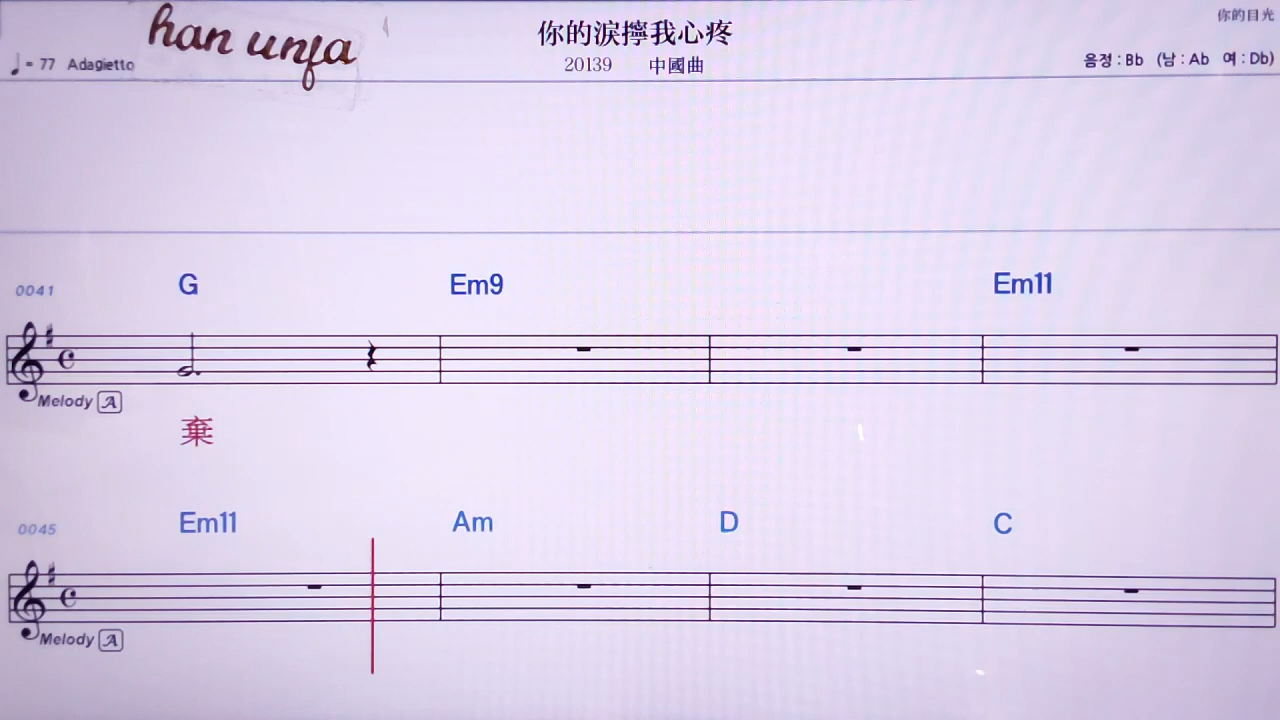 han unfa
你的淚擰我心疼
你的目光
♩= 77 Adagietto
20139 中國曲
음정 : Bb (남 : Ab 여 : Db)
G Em9 Em11
0041
Melody A
棄
Em11 Am D C
0045
Melody A